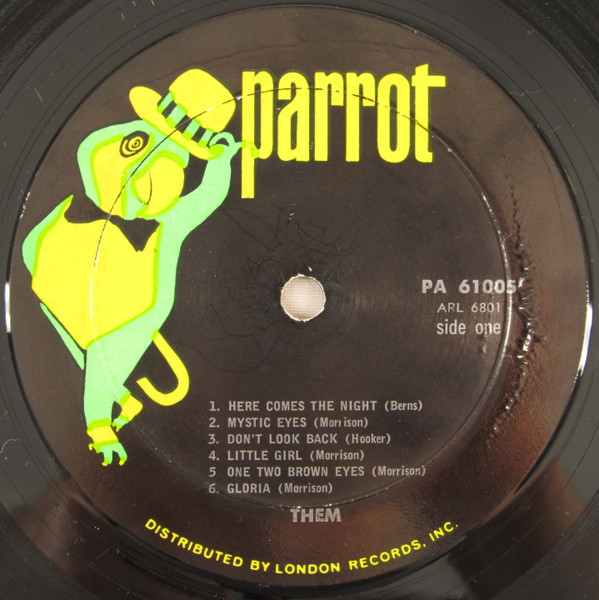 parrot
PA 61005
ARL 6801
side one
1. HERE COMES THE NIGHT (Berns)
2. MYSTIC EYES (Morrison)
3. DON'T LOOK BACK (Hooker)
4. LITTLE GIRL (Morrison)
5 ONE TWO BROWN EYES (Morrison)
6. GLORIA (Morrison)
THEM
DISTRIBUTED BY LONDON RECORDS, INC.